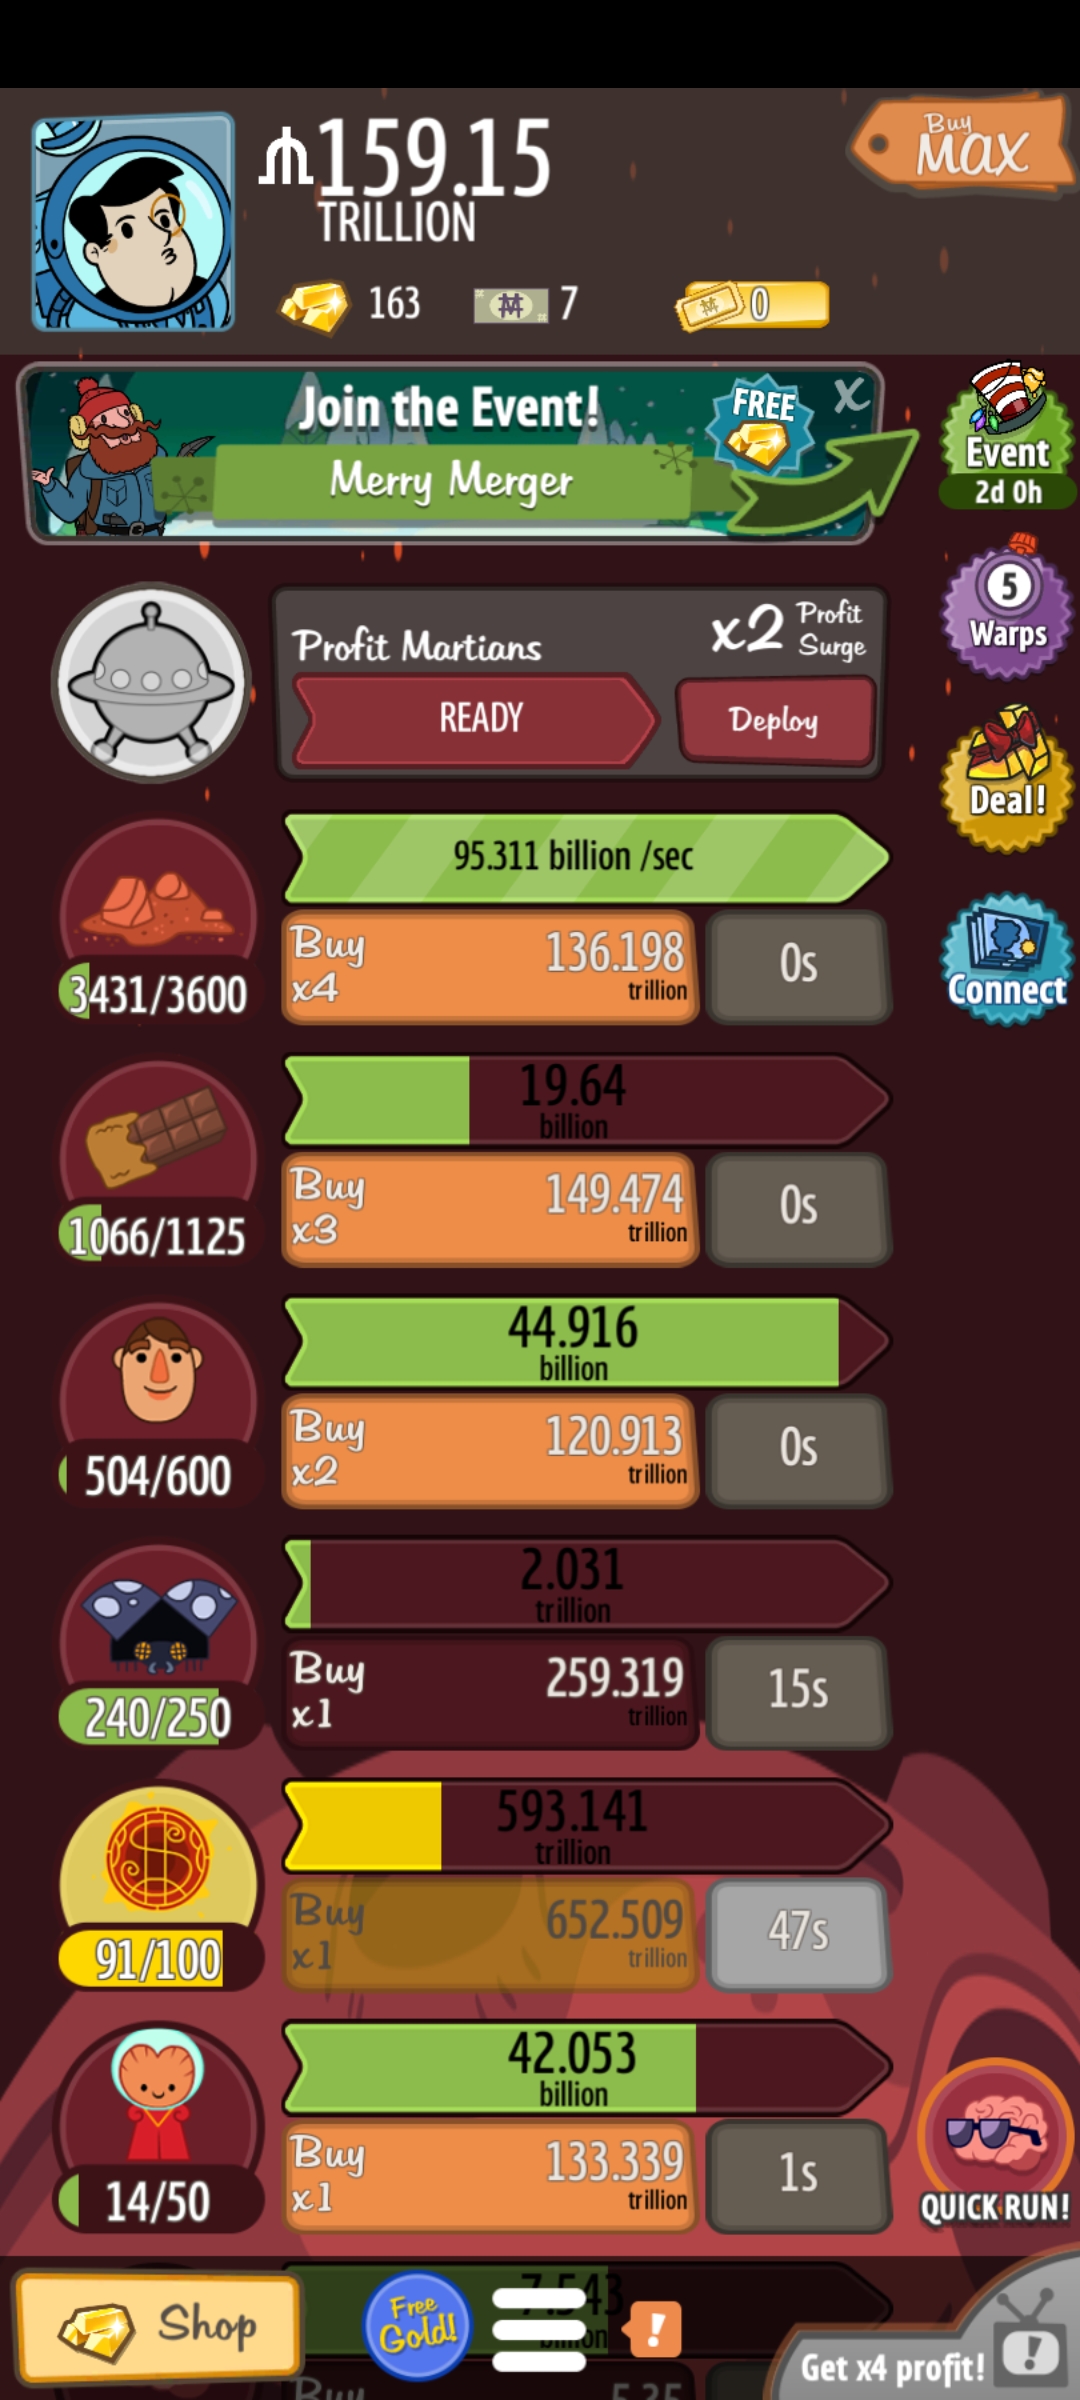 Buy
MAX
159.15
TRILLION
163
7
0
Join the Event!
FREE
X
Merry Merger
Event
2d 0h
5
Warps
Profit Martians
x2 Profit Surge
READY
Deploy
Deal!
95.311 billion /sec
Buy x4
136.198 trillion
0s
3431/3600
Connect
19.64
billion
Buy x3
149.474 trillion
0s
1066/1125
44.916
billion
Buy x2
120.913 trillion
0s
504/600
2.031
trillion
Buy x1
259.319 trillion
15s
240/250
593.141
trillion
Buy x1
652.509 trillion
47s
91/100
42.053
billion
Buy x1
133.339 trillion
1s
14/50
QUICK RUN!
7.543
Shop
Free Gold!
!
Get x4 profit!
!
Buy
5.35